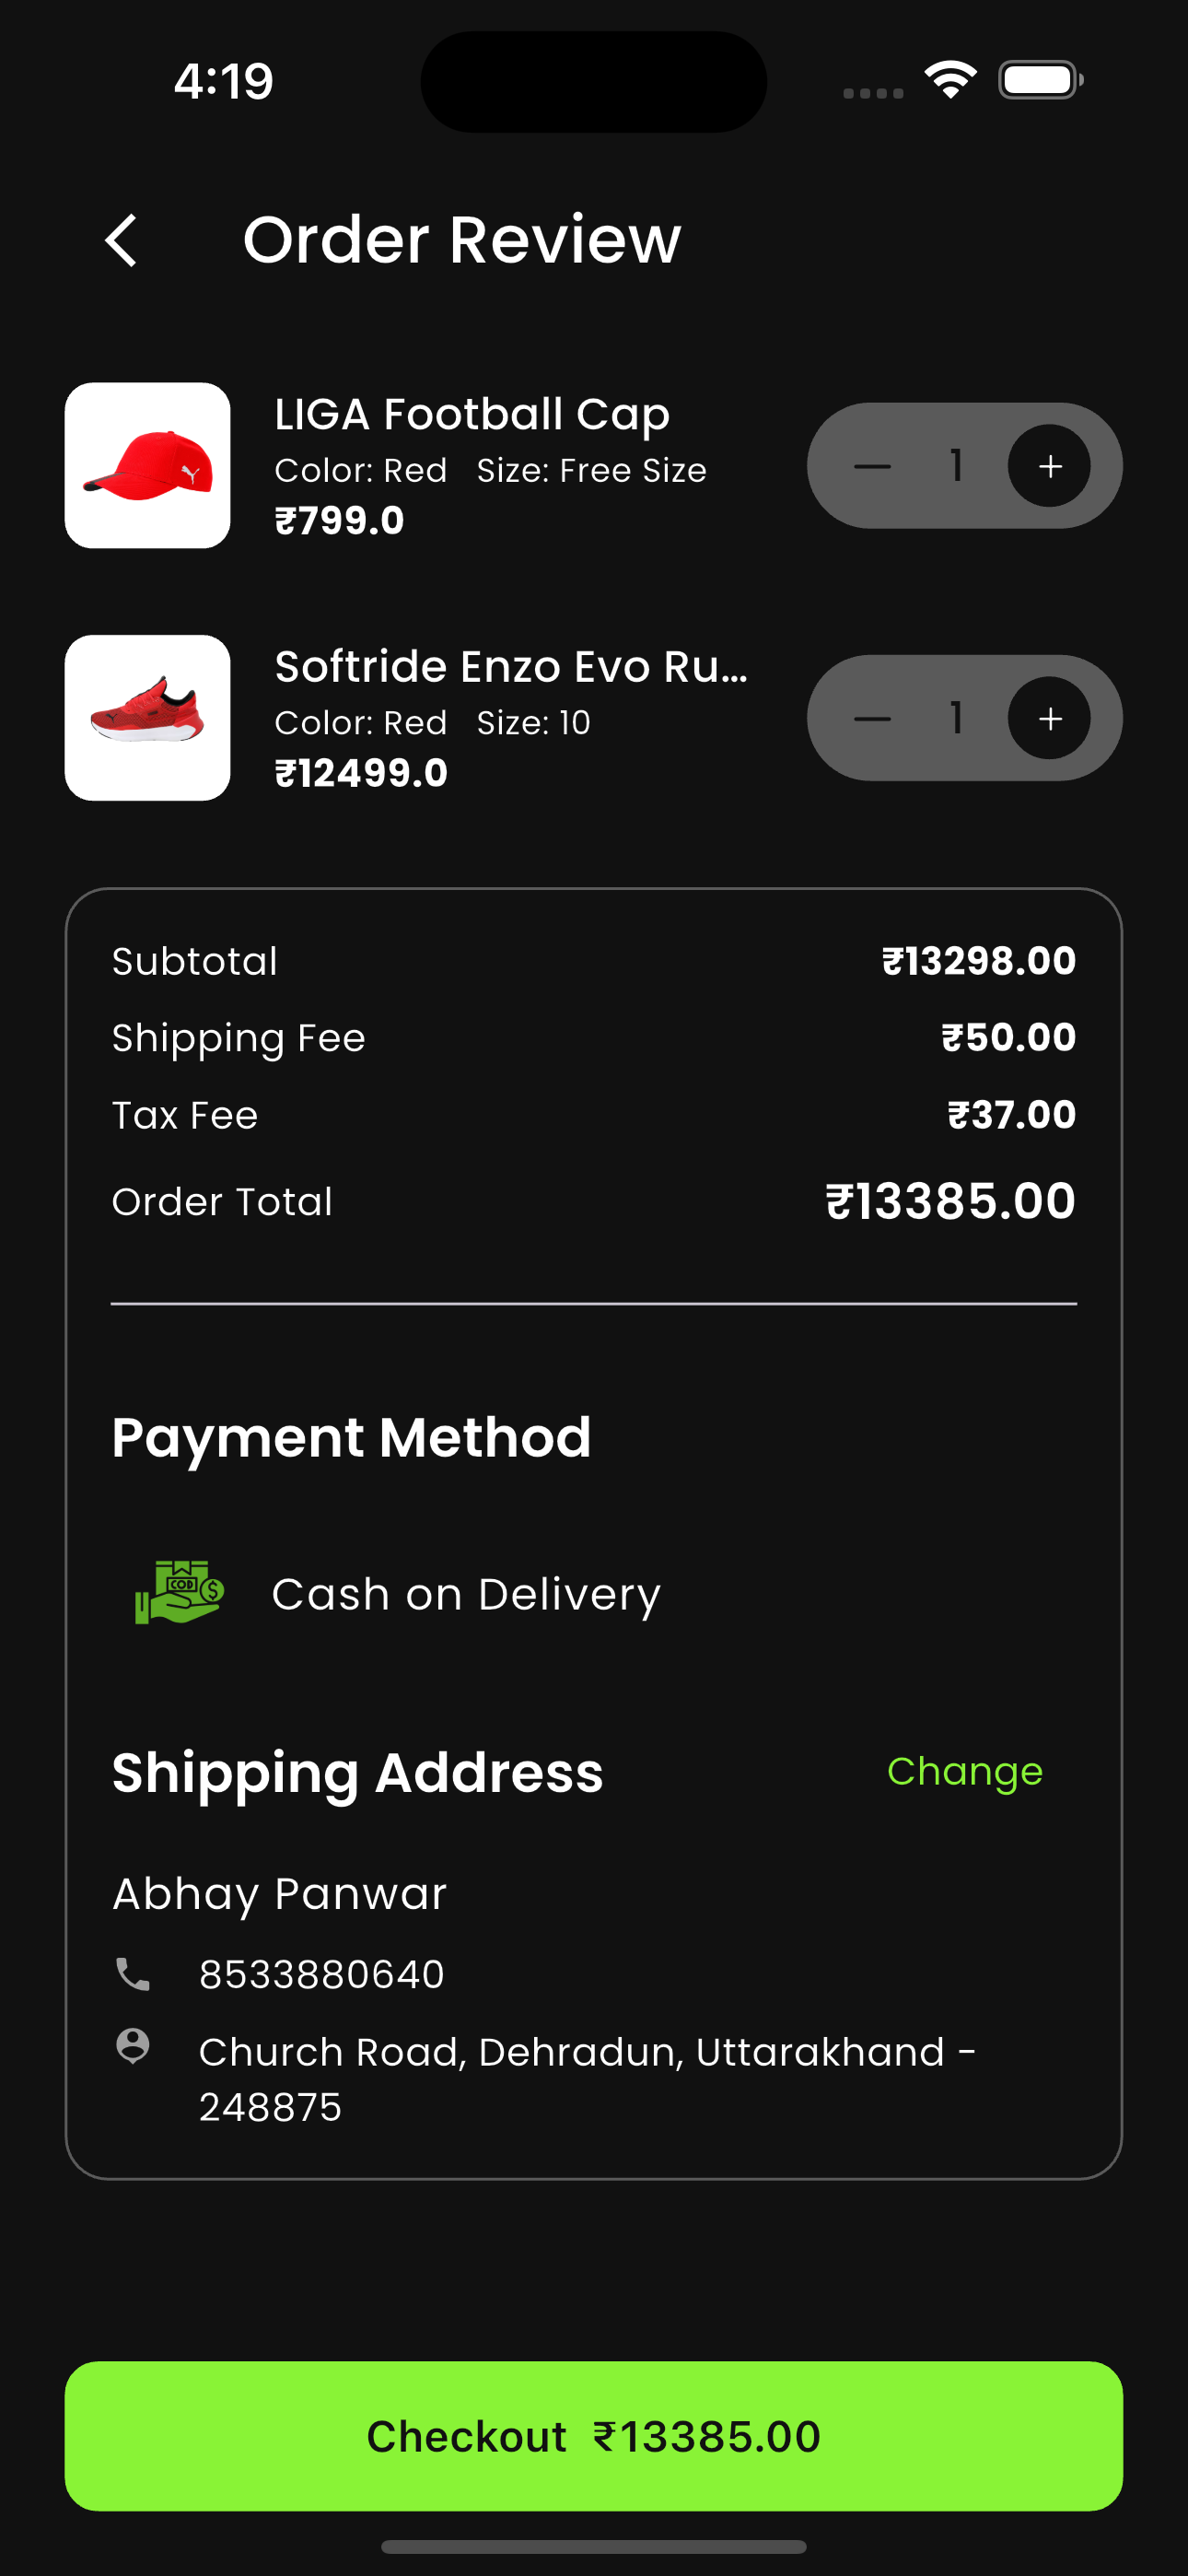 4:19
Order Review
LIGA Football Cap
Color: Red Size: Free Size
₹799.0
1
Softride Enzo Evo Ru...
Color: Red Size: 10
₹12499.0
1
Subtotal ₹13298.00
Shipping Fee ₹50.00
Tax Fee ₹37.00
Order Total ₹13385.00
Payment Method
COD $
Cash on Delivery
Shipping Address Change
Abhay Panwar
8533880640
Church Road, Dehradun, Uttarakhand -
248875
Checkout ₹13385.00